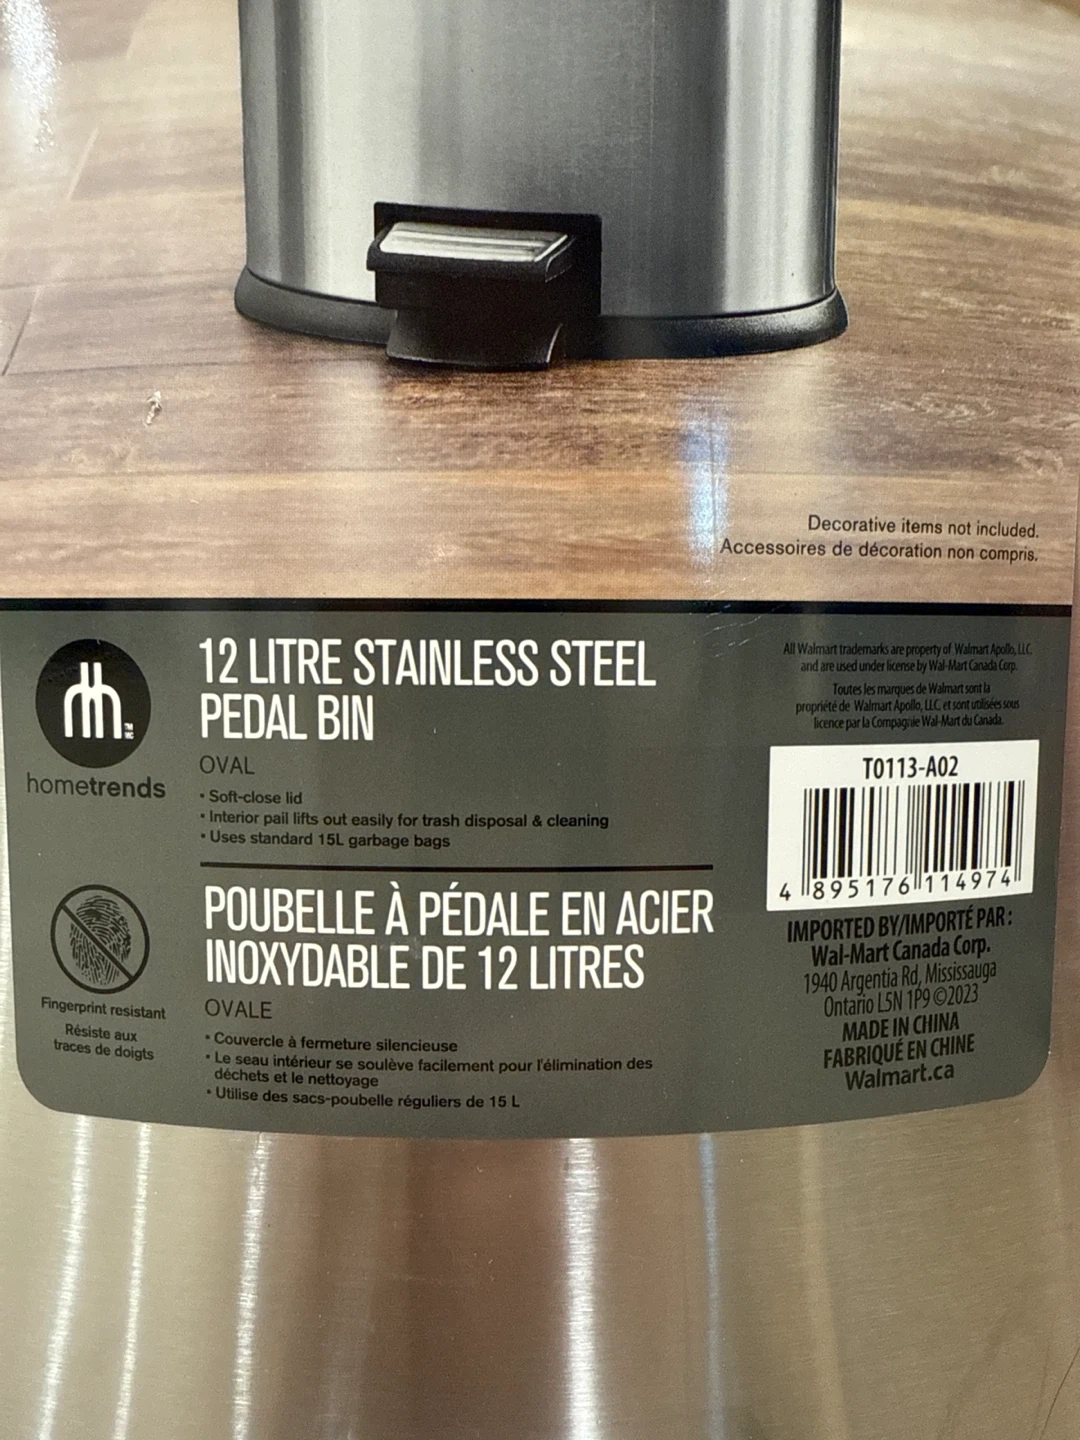 Decorative items not included.
Accessoires de décoration non compris.
hometrends
TM
MC
12 LITRE STAINLESS STEEL
PEDAL BIN
OVAL
• Soft-close lid
• Interior pail lifts out easily for trash disposal & cleaning
• Uses standard 15L garbage bags
Fingerprint resistant
Résiste aux
traces de doigts
POUBELLE À PÉDALE EN ACIER
INOXYDABLE DE 12 LITRES
OVALE
• Couvercle à fermeture silencieuse
• Le seau intérieur se soulève facilement pour l'élimination des
déchets et le nettoyage
• Utilise des sacs-poubelle réguliers de 15 L
All Walmart trademarks are property of Walmart Apollo, LLC.
and are used under license by Wal-Mart Canada Corp.
Toutes les marques de Walmart sont la
propriété de Walmart Apollo, LLC. et sont utilisées sous
licence par la Compagnie Wal-Mart du Canada.
T0113-A02
4 895176 114974
IMPORTED BY/IMPORTÉ PAR:
Wal-Mart Canada Corp.
1940 Argentia Rd, Mississauga
Ontario L5N 1P9 ©2023
MADE IN CHINA
FABRIQUÉ EN CHINE
Walmart.ca